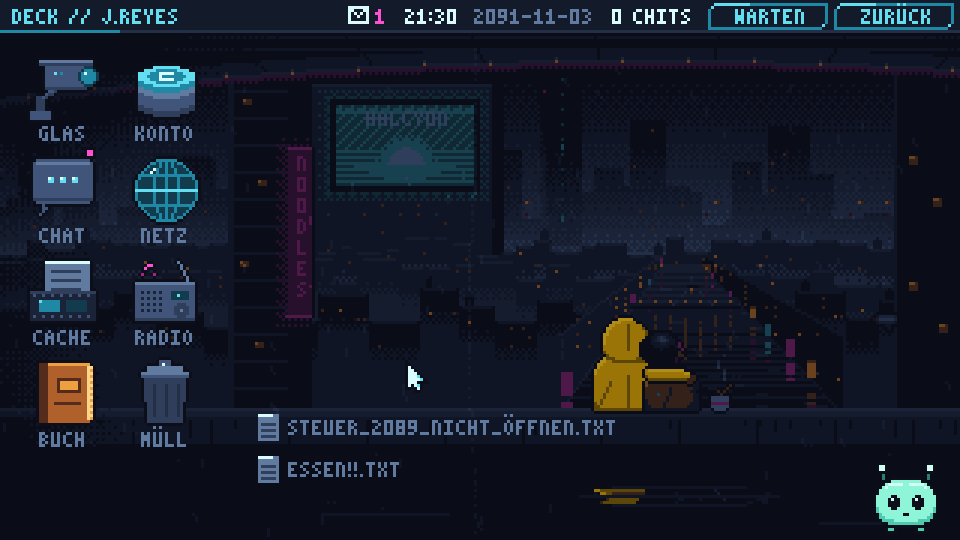 DECK // J.REYES
1 21:30 2091-11-03 0 CHITS WARTEN ZURÜCK
GLAS KONTO
HALCYON
NOODLES
CHAT NETZ
CACHE RADIO
BUCH MÜLL
STEUER_2089_NICHT_ÖFFNEN.TXT
ESSEN!!.TXT